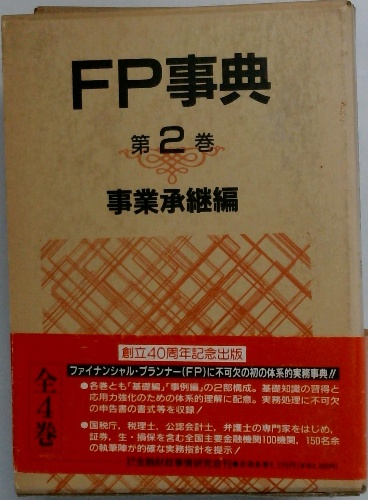 FP事典
第2巻
事業承継編
創立40周年記念出版
ファイナンシャル・プランナー(FP)に不可欠の初の体系的実務事典!!
●各巻とも「基礎編」「事例編」の2部構成。基礎知識の習得と
応用力強化のための体系的理解に配意。実務処理に不可欠
の申告書の書式等を収録!
●国税庁、税理士、公認会計士、弁護士の専門家をはじめ、
証券、生・損保を含む全国主要金融機関100機関、150名余
の執筆陣が的確な実務指針を提示!
全4巻